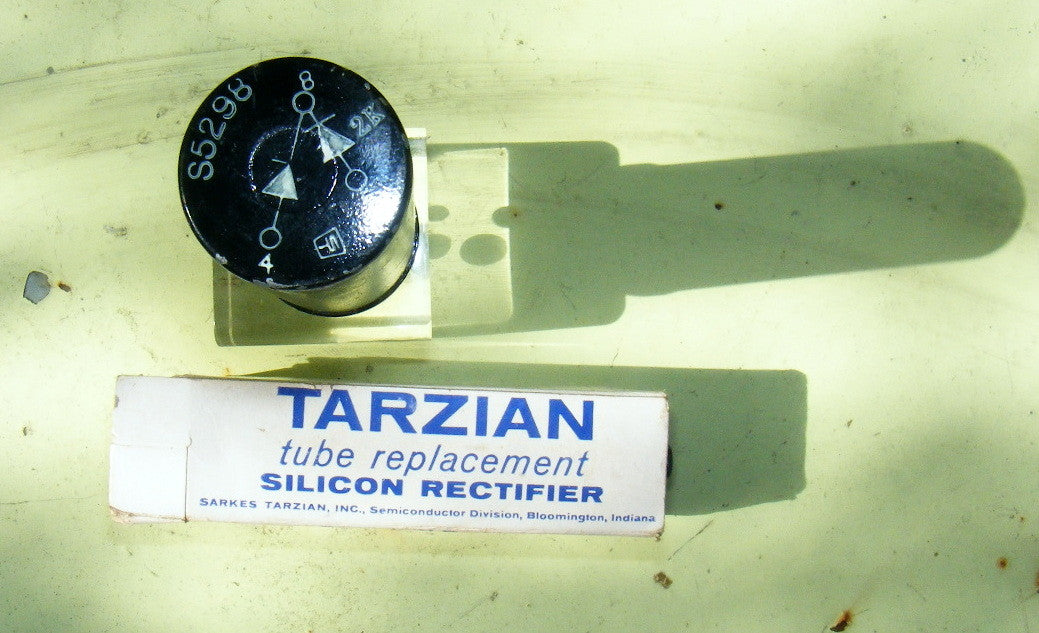 S5298
8
2K
4
TARZIAN
tube replacement
SILICON RECTIFIER
SARKES TARZIAN, INC., Semiconductor Division, Bloomington, Indiana